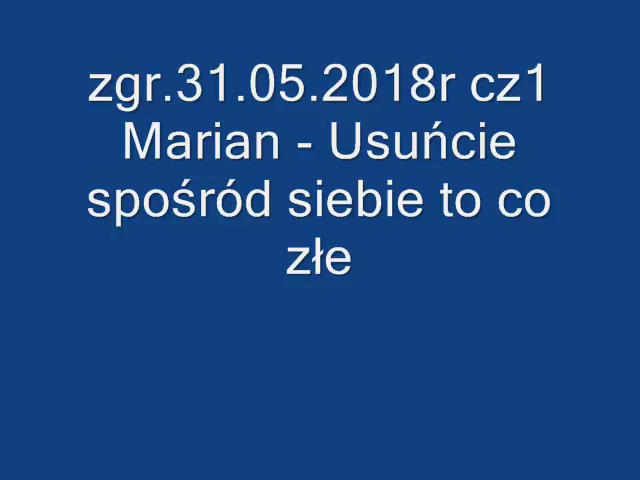 zgr.31.05.2018r cz1
Marian - Usuńcie
spośród siebie to co
złe